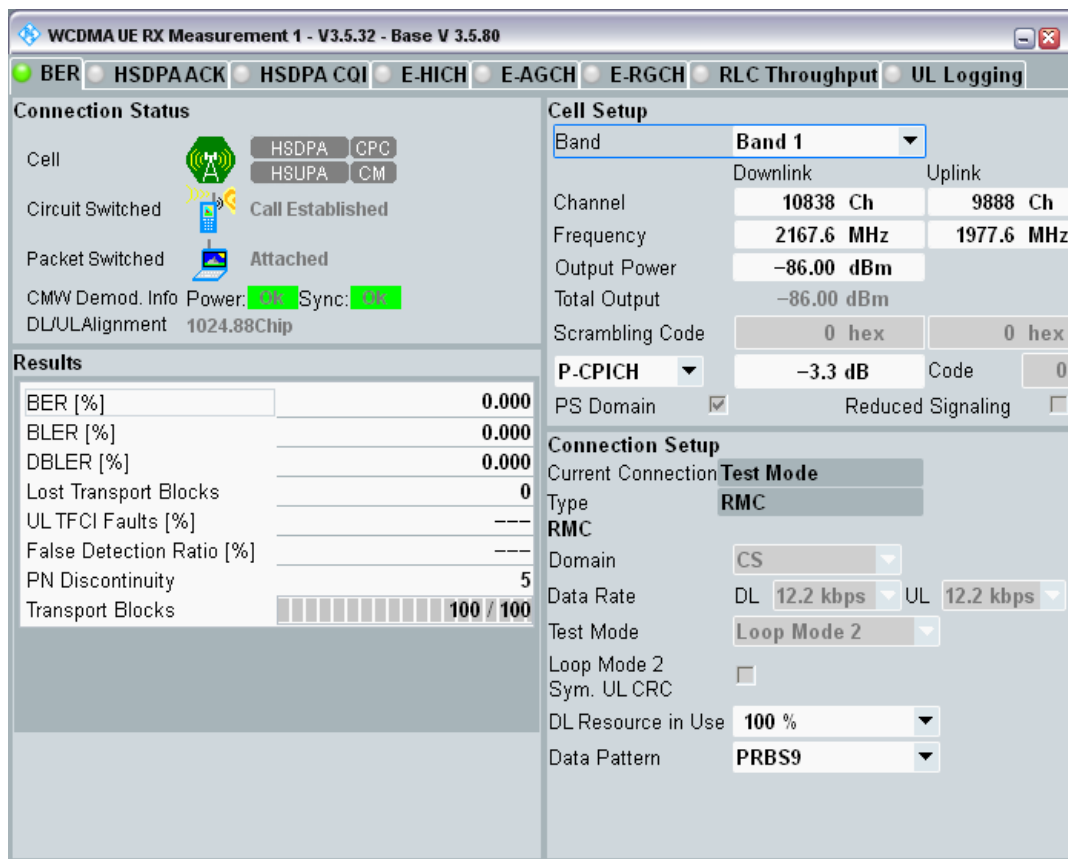 WCDMA UE RX Measurement 1 - V3.5.32 - Base V 3.5.80
BER HSDPA ACK HSDPA CQI E-HICH E-AGCH E-RGCH RLC Throughput UL Logging
Connection Status
Cell HSDPA CPC
HSUPA CM
Circuit Switched Call Established
Packet Switched Attached
CMW Demod. Info Power: Ok Sync: Ok
DL/UL Alignment 1024.88Chip
Results
BER [%] 0.000
BLER [%] 0.000
DBLER [%] 0.000
Lost Transport Blocks 0
UL TFCI Faults [%] ---
False Detection Ratio [%] ---
PN Discontinuity 5
Transport Blocks 100 / 100
Cell Setup
Band Band 1
Downlink Uplink
Channel 10838 Ch 9888 Ch
Frequency 2167.6 MHz 1977.6 MHz
Output Power -86.00 dBm
Total Output -86.00 dBm
Scrambling Code 0 hex 0 hex
P-CPICH -3.3 dB Code 0
PS Domain Reduced Signaling
Connection Setup
Current Connection Test Mode
Type RMC
RMC
Domain CS
Data Rate DL 12.2 kbps UL 12.2 kbps
Test Mode Loop Mode 2
Loop Mode 2
Sym. UL CRC
DL Resource in Use 100 %
Data Pattern PRBS9